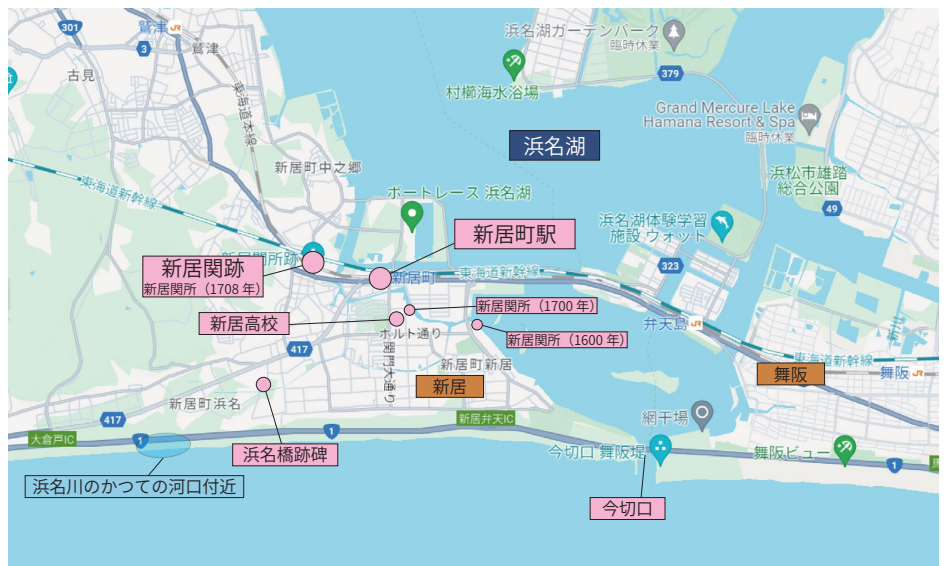 301
鷲津
JR
浜名湖ガーデンパーク
臨時休業
3
鷲津
古見
379
村櫛海水浴場
Grand Mercure Lake
Hamana Resort & Spa
臨時休業
東海道本線
浜名湖
新居町中之郷
浜松市雄踏
総合公園
東海道新幹線
ボートレース 浜名湖
49
浜名湖体験学習
施設 ウォット
新居町駅
新居関跡
新居関所(1708 年)
新居町
東海道新幹線
323
新居関所(1700 年)
新居高校
弁天島
JR
ホルト通り
新居関所(1600 年)
417
関門大通り
新居町新居
東海道新幹線
舞阪
舞阪
JR
新居
新居町浜名
網干場
417
新居弁天IC
大倉戸IC
1
1
浜名橋跡碑
今切口 舞阪堤
舞阪ビュー
1
浜名川のかつての河口付近
今切口